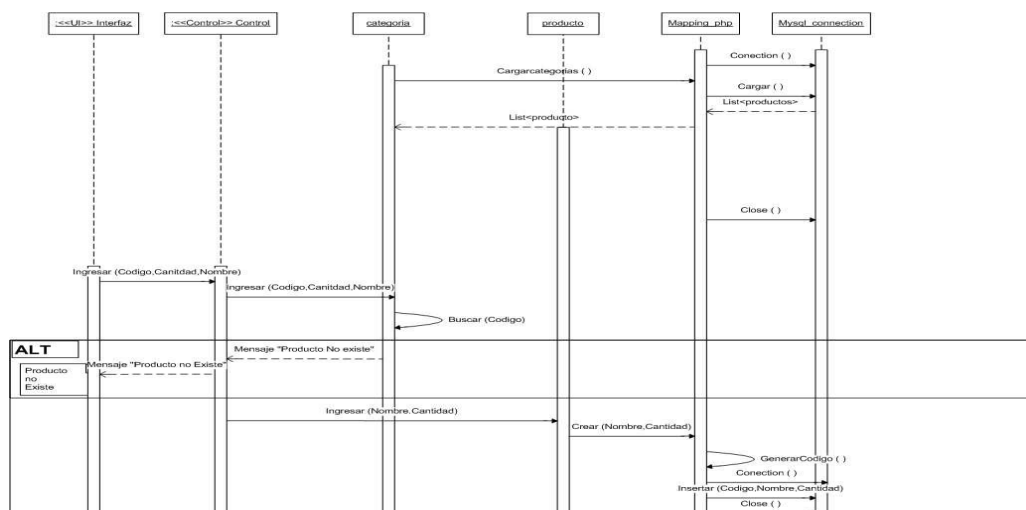 :<<UI>> Interfaz
:<<Control>> Control
categoria
producto
Mapping_php
Mysql_connection
Conection ( )
Cargarcategorias ( )
Cargar ( )
List<productos>
List<producto>
Close ( )
Ingresar (Codigo,Canitdad,Nombre)
Ingresar (Codigo,Canitdad,Nombre)
Buscar (Codigo)
ALT
Mensaje "Producto No existe"
Mensaje "Producto no Existe"
Producto
no
Existe
Ingresar (Nombre.Cantidad)
Crear (Nombre,Cantidad)
GenerarCodigo ( )
Conection ( )
Insertar (Codigo,Nombre,Cantidad)
Close ( )